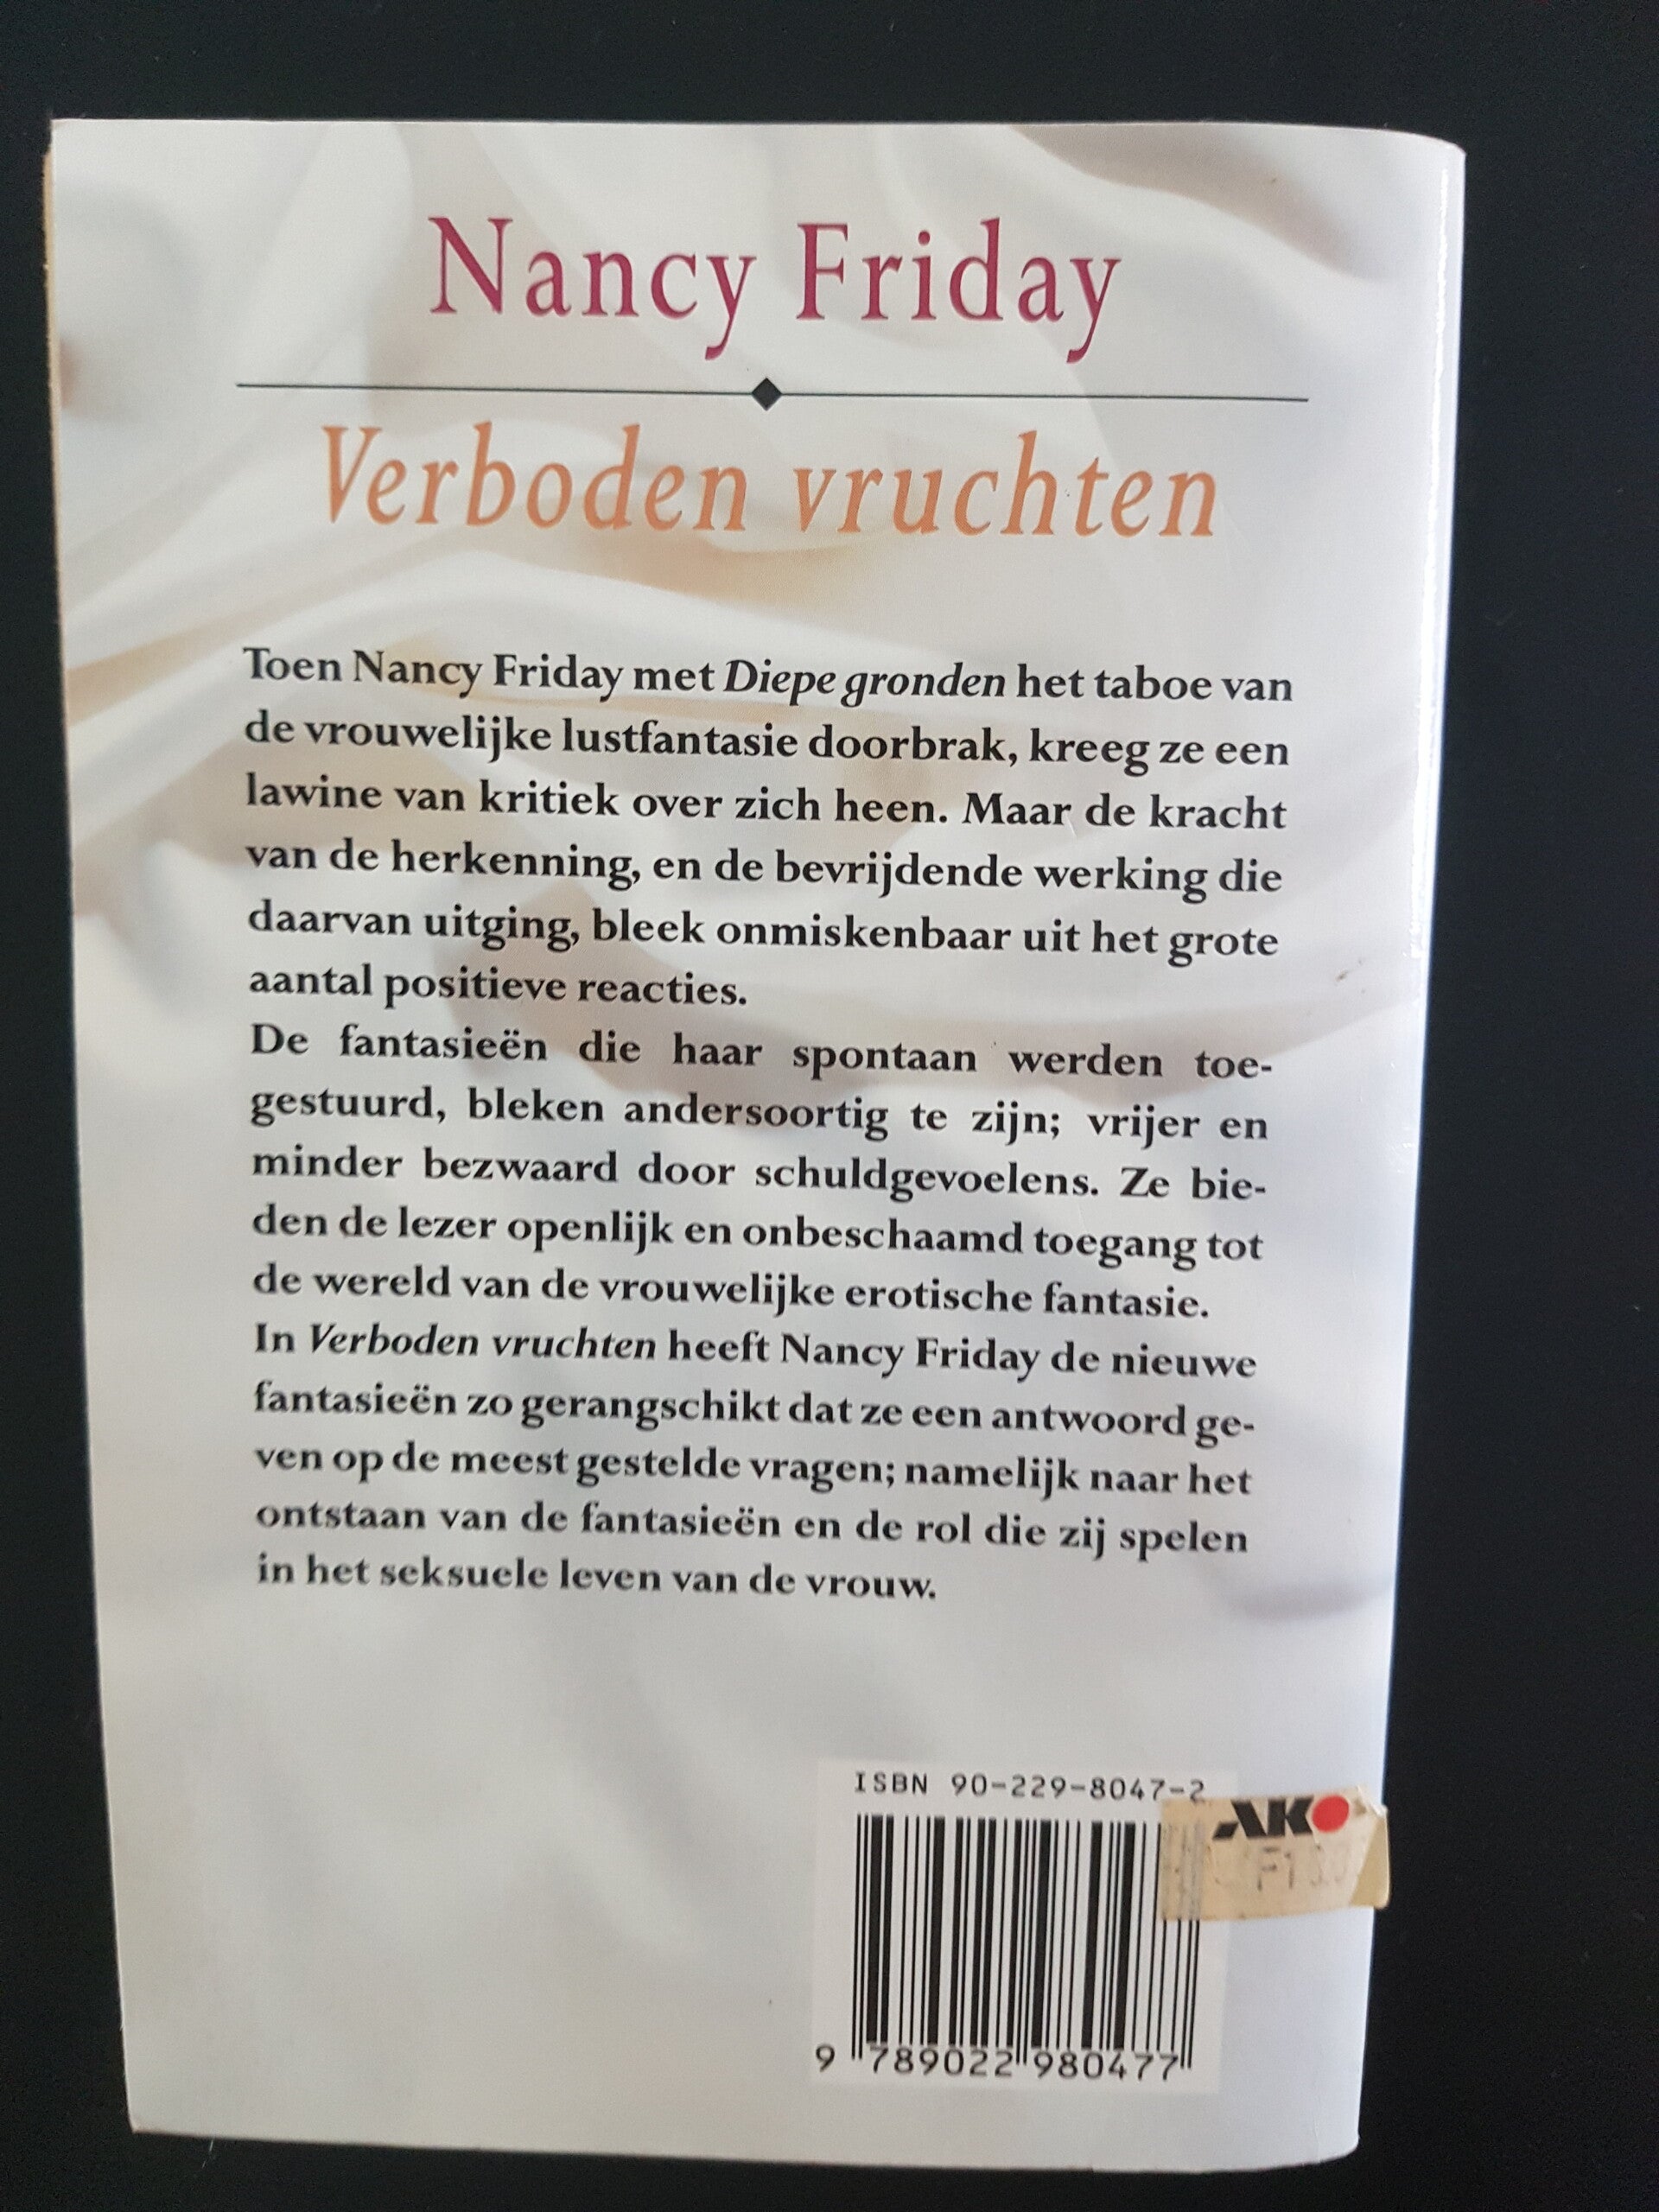 Nancy Friday
Verboden vruchten
Toen Nancy Friday met Diepe gronden het taboe van
de vrouwelijke lustfantasie doorbrak, kreeg ze een
lawine van kritiek over zich heen. Maar de kracht
van de herkenning, en de bevrijdende werking die
daarvan uitging, bleek onmiskenbaar uit het grote
aantal positieve reacties.
De fantasieën die haar spontaan werden toe-
gestuurd, bleken andersoortig te zijn; vrijer en
minder bezwaard door schuldgevoelens. Ze bie-
den de lezer openlijk en onbeschaamd toegang tot
de wereld van de vrouwelijke erotische fantasie.
In Verboden vruchten heeft Nancy Friday de nieuwe
fantasieën zo gerangschikt dat ze een antwoord ge-
ven op de meest gestelde vragen; namelijk naar het
ontstaan van de fantasieën en de rol die zij spelen
in het seksuele leven van de vrouw.
ISBN 90-229-8047-2
AKO
9 789022 980477